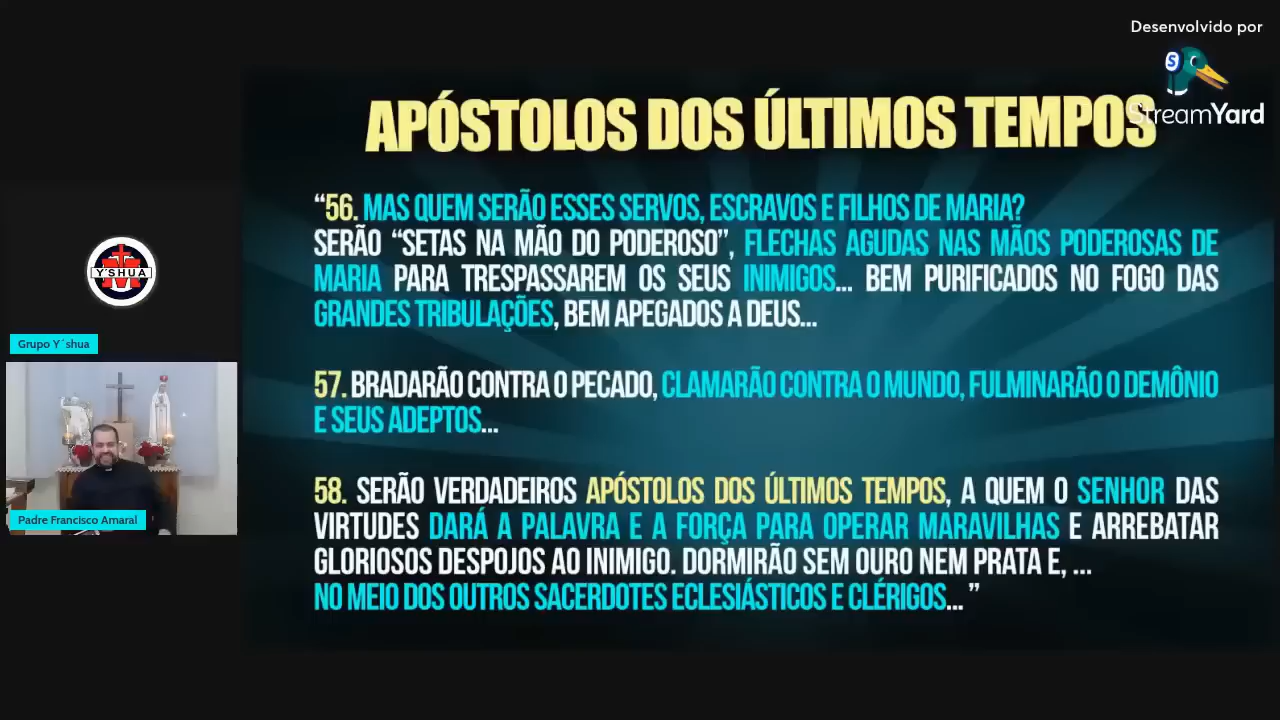 Desenvolvido por
StreamYard
APÓSTOLOS DOS ÚLTIMOS TEMPOS
“56. MAS QUEM SERÃO ESSES SERVOS, ESCRAVOS E FILHOS DE MARIA?
SERÃO “SETAS NA MÃO DO PODEROSO”, FLECHAS AGUDAS NAS MÃOS PODEROSAS DE
MARIA PARA TRESPASSAREM OS SEUS INIMIGOS... BEM PURIFICADOS NO FOGO DAS
GRANDES TRIBULAÇÕES, BEM APEGADOS A DEUS...
57. BRADARÃO CONTRA O PECADO, CLAMARÃO CONTRA O MUNDO, FULMINARÃO O DEMÔNIO
E SEUS ADEPTOS...
58. SERÃO VERDADEIROS APÓSTOLOS DOS ÚLTIMOS TEMPOS, A QUEM O SENHOR DAS
VIRTUDES DARÁ A PALAVRA E A FORÇA PARA OPERAR MARAVILHAS E ARREBATAR
GLORIOSOS DESPOJOS AO INIMIGO. DORMIRÃO SEM OURO NEM PRATA E, ...
NO MEIO DOS OUTROS SACERDOTES ECLESIÁSTICOS E CLÉRIGOS... ”
Y'SHUA
Grupo Y´shua
Padre Francisco Amaral